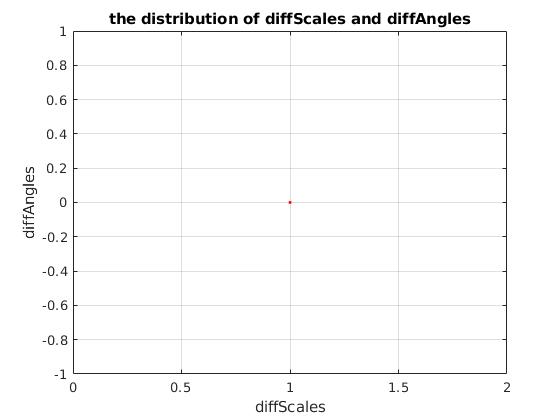 the distribution of diffScales and diffAngles
1
0.8
0.6
0.4
0.2
0
-0.2
-0.4
-0.6
-0.8
-1
diffAngles
0 0.5 1 1.5 2
diffScales